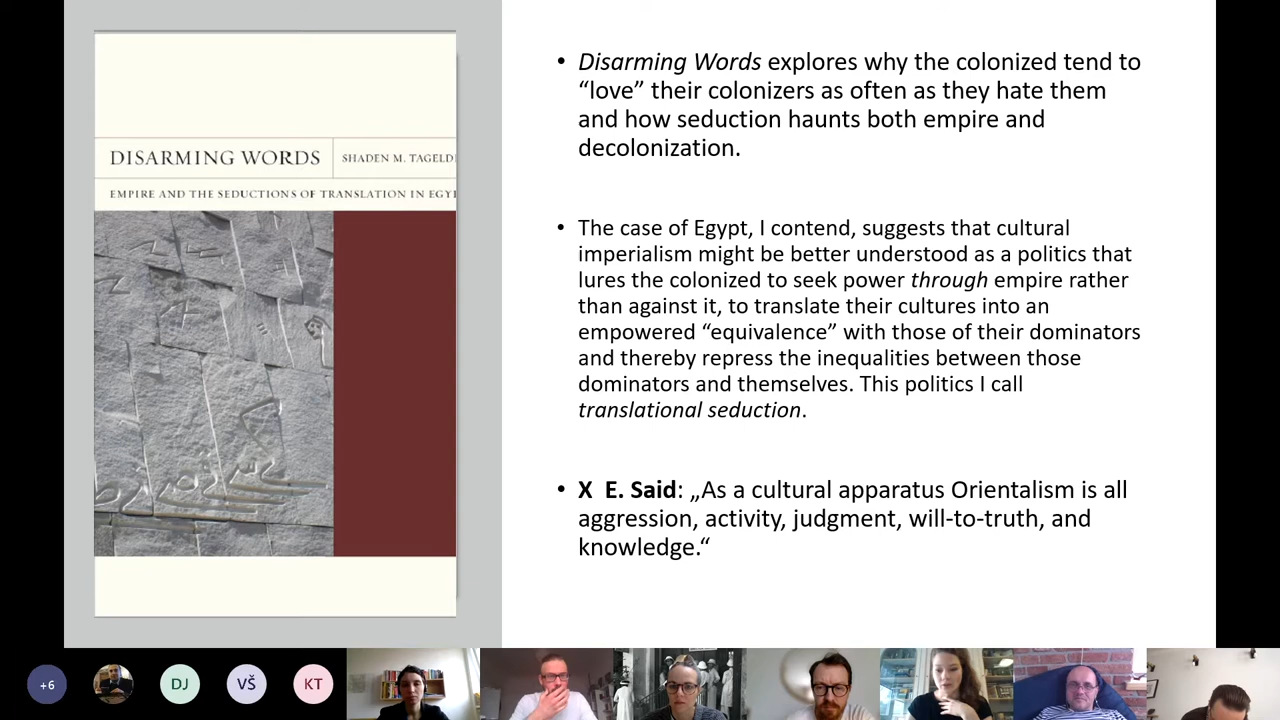 DISARMING WORDS
SHADEN M. TAGELD
EMPIRE AND THE SEDUCTIONS OF TRANSLATION IN EGY
• Disarming Words explores why the colonized tend to
“love” their colonizers as often as they hate them
and how seduction haunts both empire and
decolonization.
• The case of Egypt, I contend, suggests that cultural
imperialism might be better understood as a politics that
lures the colonized to seek power through empire rather
than against it, to translate their cultures into an
empowered “equivalence” with those of their dominators
and thereby repress the inequalities between those
dominators and themselves. This politics I call
translational seduction.
• X E. Said: „As a cultural apparatus Orientalism is all
aggression, activity, judgment, will-to-truth, and
knowledge.“
+6
DJ
VŠ
KT